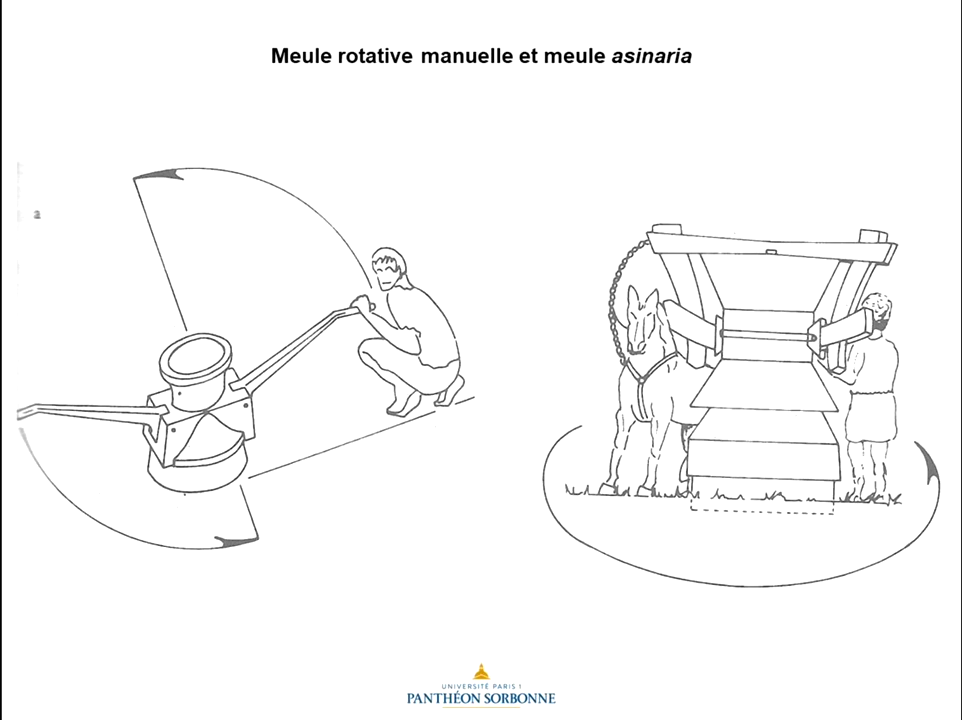 Meule rotative manuelle et meule asinaria
a
UNIVERSITÉ PARIS 1
PANTHÉON SORBONNE